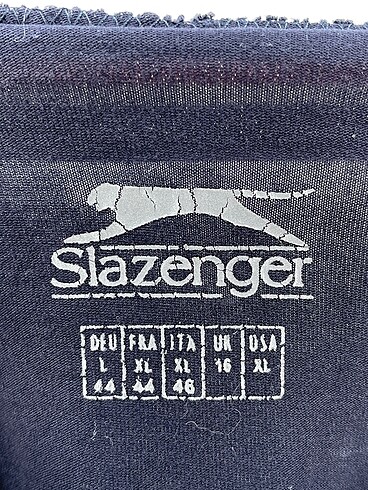 Slazenger
DEU FRA ITA UK USA
L XL XL 16 XL
44 44 46